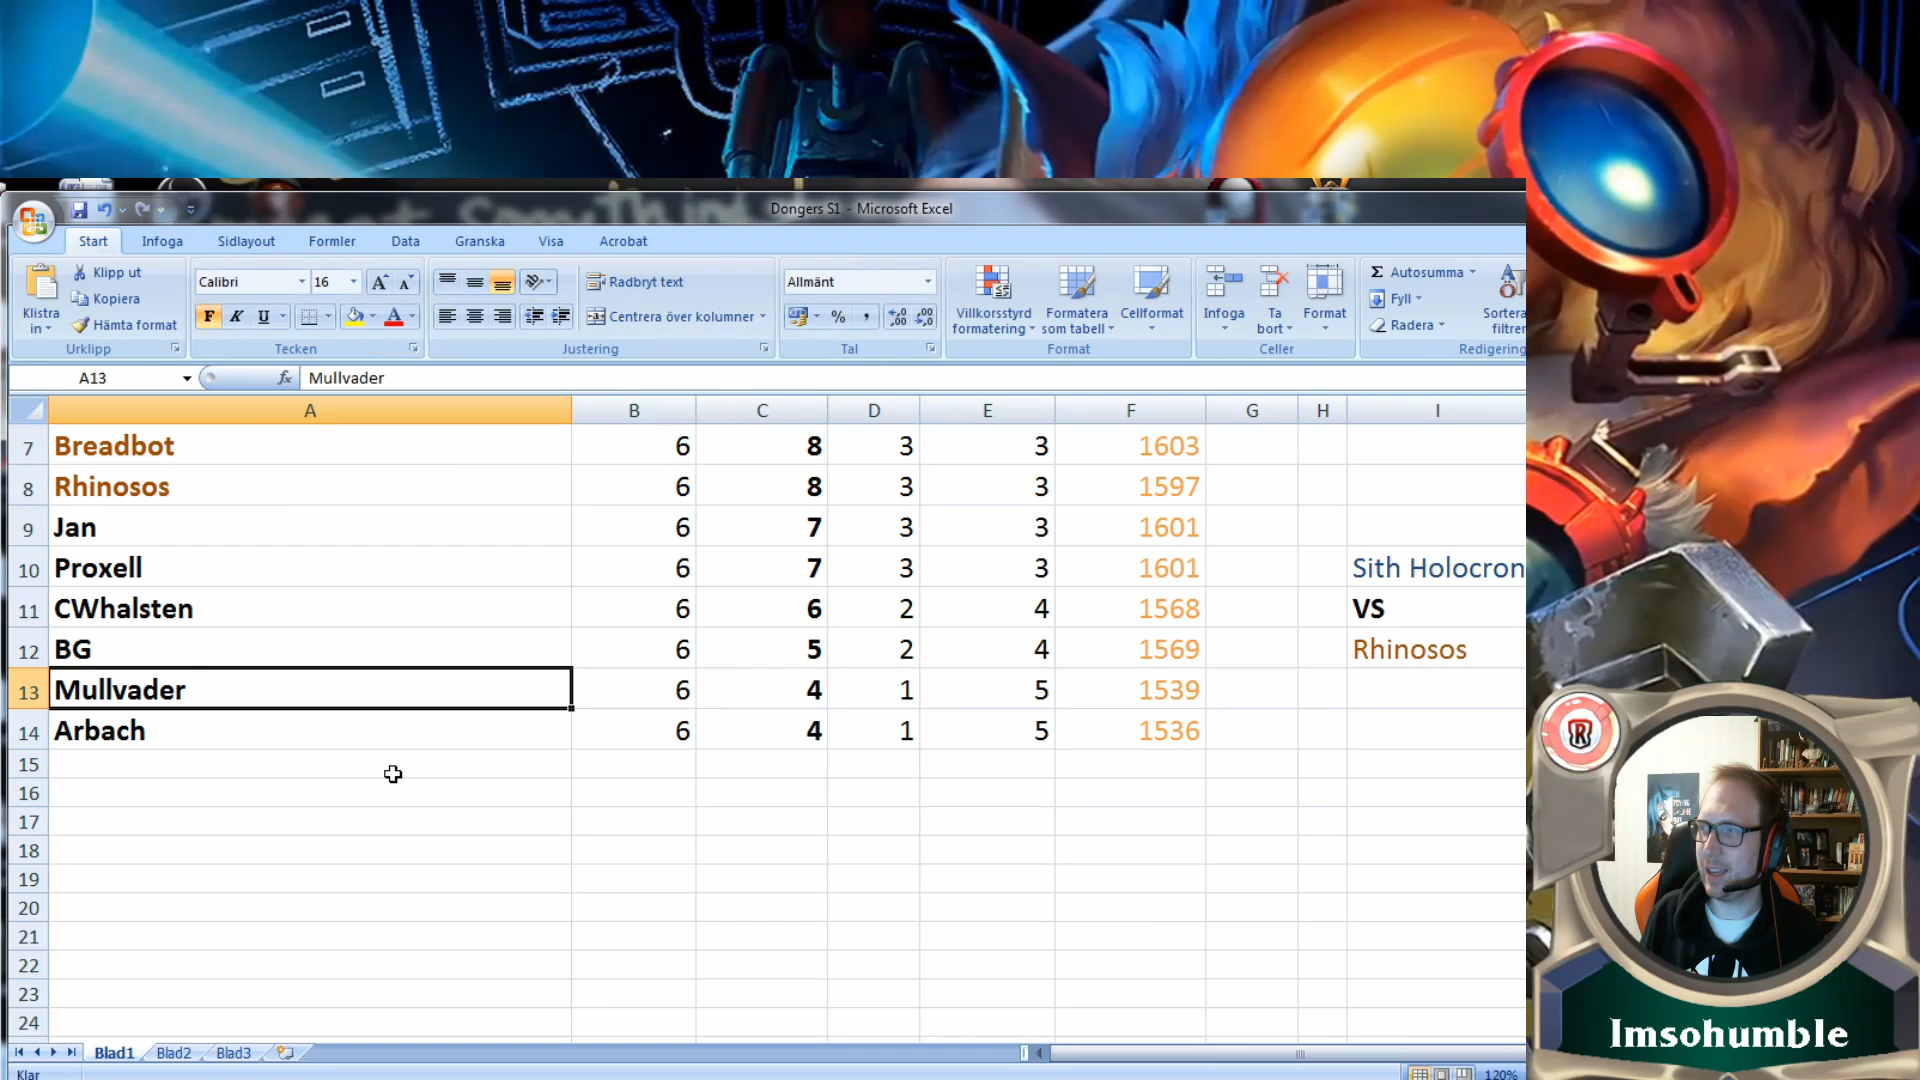 Dongers S1 - Microsoft Excel
Start Infoga Sidlayout Formler Data Granska Visa Acrobat
Klistra in
Klipp ut
Kopiera
Hämta format
Urklipp
Calibri 16
F K U
Tecken
Radbryt text
Centrera över kolumner
Justering
Allmänt
%
Tal
Villkorsstyrd formatering
Formatera som tabell
Cellformat
Format
Infoga
Ta bort
Format
Celler
Σ Autosumma
Fyll
Radera
Sortera
filter
Redigering
A13 fx Mullvader
A B C D E F G H I
7 Breadbot 6 8 3 3 1603
8 Rhinosos 6 8 3 3 1597
9 Jan 6 7 3 3 1601
10 Proxell 6 7 3 3 1601 Sith Holocron
11 CWhalsten 6 6 2 4 1568 VS
12 BG 6 5 2 4 1569 Rhinosos
13 Mullvader 6 4 1 5 1539
14 Arbach 6 4 1 5 1536
15
16
17
18
19
20
21
22
23
24
Blad1 Blad2 Blad3
Klar 120%
R
Imsohumble